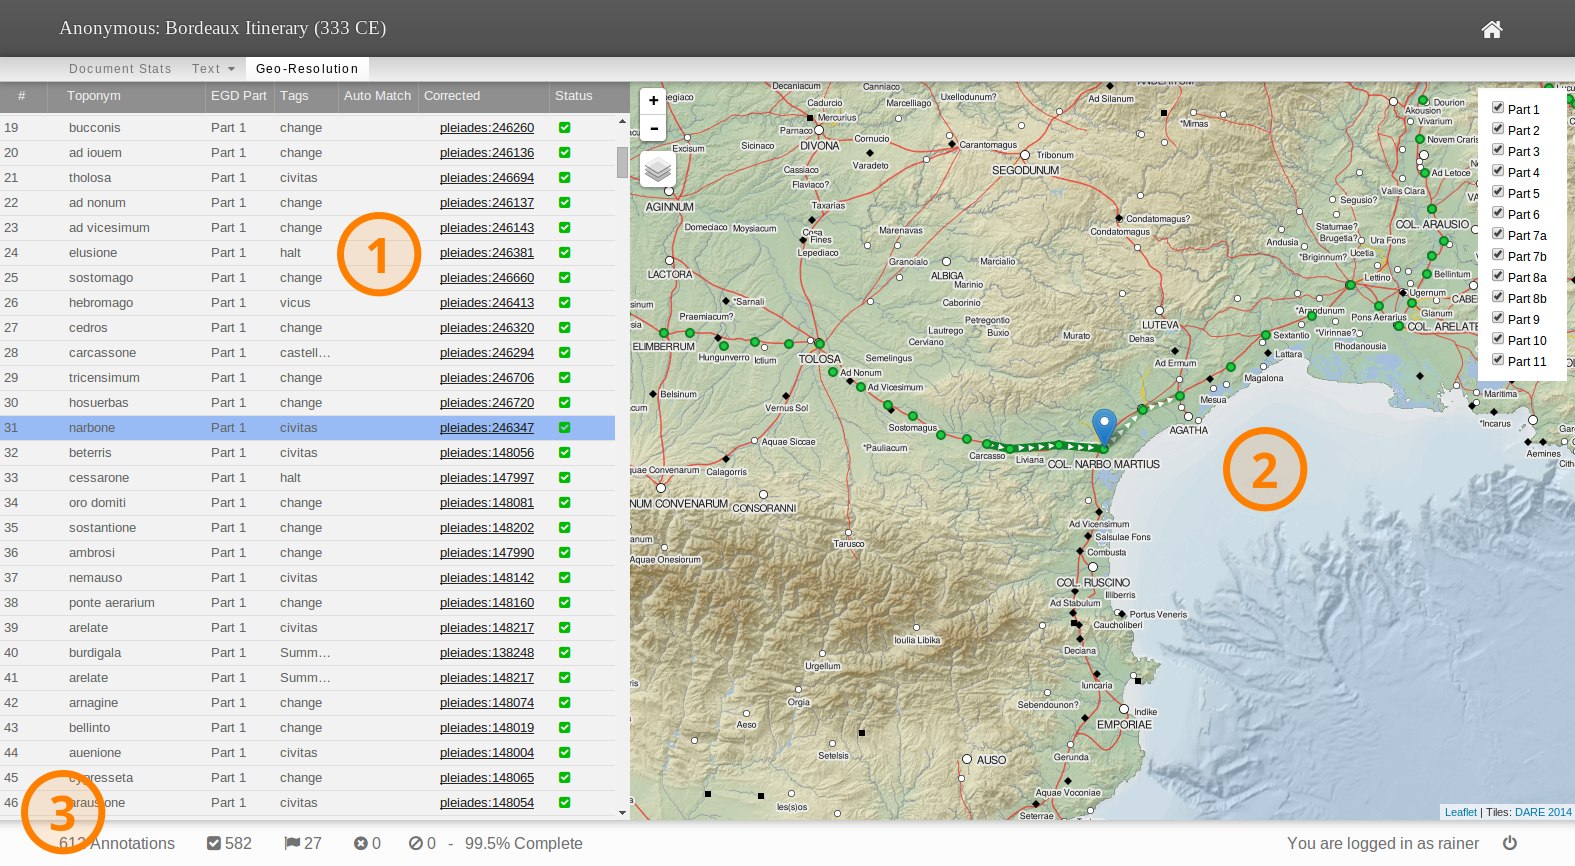 Anonymous: Bordeaux Itinerary (333 CE)
Document Stats Text Geo-Resolution
# Toponym EGD Part Tags Auto Match Corrected Status
19 bucconis Part 1 change pleiades:246260
20 ad iouem Part 1 change pleiades:246136
21 tholosa Part 1 civitas pleiades:246694
22 ad nonum Part 1 change pleiades:246137
23 ad vicesimum Part 1 change pleiades:246143
24 elusione Part 1 halt pleiades:246381
25 sostomago Part 1 change pleiades:246660
26 hebromago Part 1 vicus pleiades:246413
27 cedros Part 1 change pleiades:246320
28 carcassone Part 1 castell... pleiades:246294
29 tricensimum Part 1 change pleiades:246706
30 hosuerbas Part 1 change pleiades:246720
31 narbone Part 1 civitas pleiades:246347
32 beterris Part 1 civitas pleiades:148056
33 cessarone Part 1 halt pleiades:147997
34 oro domiti Part 1 change pleiades:148081
35 sostantione Part 1 change pleiades:148202
36 ambrosi Part 1 change pleiades:147990
37 nemauso Part 1 civitas pleiades:148142
38 ponte aerarium Part 1 change pleiades:148160
39 arelate Part 1 civitas pleiades:148217
40 burdigala Part 1 Summ... pleiades:138248
41 arelate Part 1 Summ... pleiades:148217
42 arnagine Part 1 change pleiades:148074
43 bellinto Part 1 change pleiades:148019
44 auenione Part 1 civitas pleiades:148004
45 cypresseta Part 1 change pleiades:148065
46 arausione Part 1 civitas pleiades:148054
1
2
3
+
-
Part 1
Part 2
Part 3
Part 4
Part 5
Part 6
Part 7a
Part 7b
Part 8a
Part 8b
Part 9
Part 10
Part 11
Decaniacum
Canniaco
Cadurcio
Marcelliago
Uxellodunum?
Ad Silanum
Mercurius
Parnaco
DIVONA
Cornucio
Carantomagus
*Mimas
Excisum
Sicinaco
Varadeto
Tribonum
SEGODUNUM
Cassiaco
Flaviaco?
AGINNUM
Taxarias
Domeciaco
Moysiacum
Cosa
Fines
Lepediaco
Marenavas
Condatomagus?
Condatomagus
LACTORA
Granoiaco
ALBIGA
Marcialio
Marinio
Caborinio
*Sarnali
Praemiacum?
Petregontio
Buxio
Lautrego
Cerviano
Murato
LUTEVA
Dehas
ELIMBERRUM
Hungunverro
Ictium
TOLOSA
Semelingus
Ad Nonum
Ad Vicesimum
Ad Ermum
Belsinum
Vernus Sol
Sostomagus
Aquae Siccae
*Pauliacum
Carcasso
Liviana
COL. NARBO MARTIUS
AGATHA
Mesua
Magalona
Lattara
Sextantio
Calagorris
CONSORANNI
Tarusco
Aquae Onesiorum
Ad Vicensimum
Salsulae Fons
Combusta
COL. RUSCINO
Illiberris
Ad Stabulum
Portus Veneris
Caucholiberi
Deciana
Ioulia Libika
Urgellum
Orgia
Iuncaria
Sebendounon?
Indike
EMPORIAE
Aeso
Setelsis
AUSO
Gerunda
Aquae Voconiae
Ies(s)os
Seterrae
Dourion
Akousion
Vivarium
Novem Craris
Ad Letoce
Vallis Clara
Segusio?
COL. ARAUSIO
Statumae?
Brugetia?
Ura Fons
Andusia
*Briginnum?
Ucetia
Lettino
Bellintum
Ugernum
*Arandunum
Pons Aerarius
Glanum
*Virinnae?
COL. ARELATE
Rhodanousia
Maritima
*Incarus
Aemines
Leaflet | Tiles: DARE 2014
Annotations 582 27 0 0 - 99.5% Complete
You are logged in as rainer